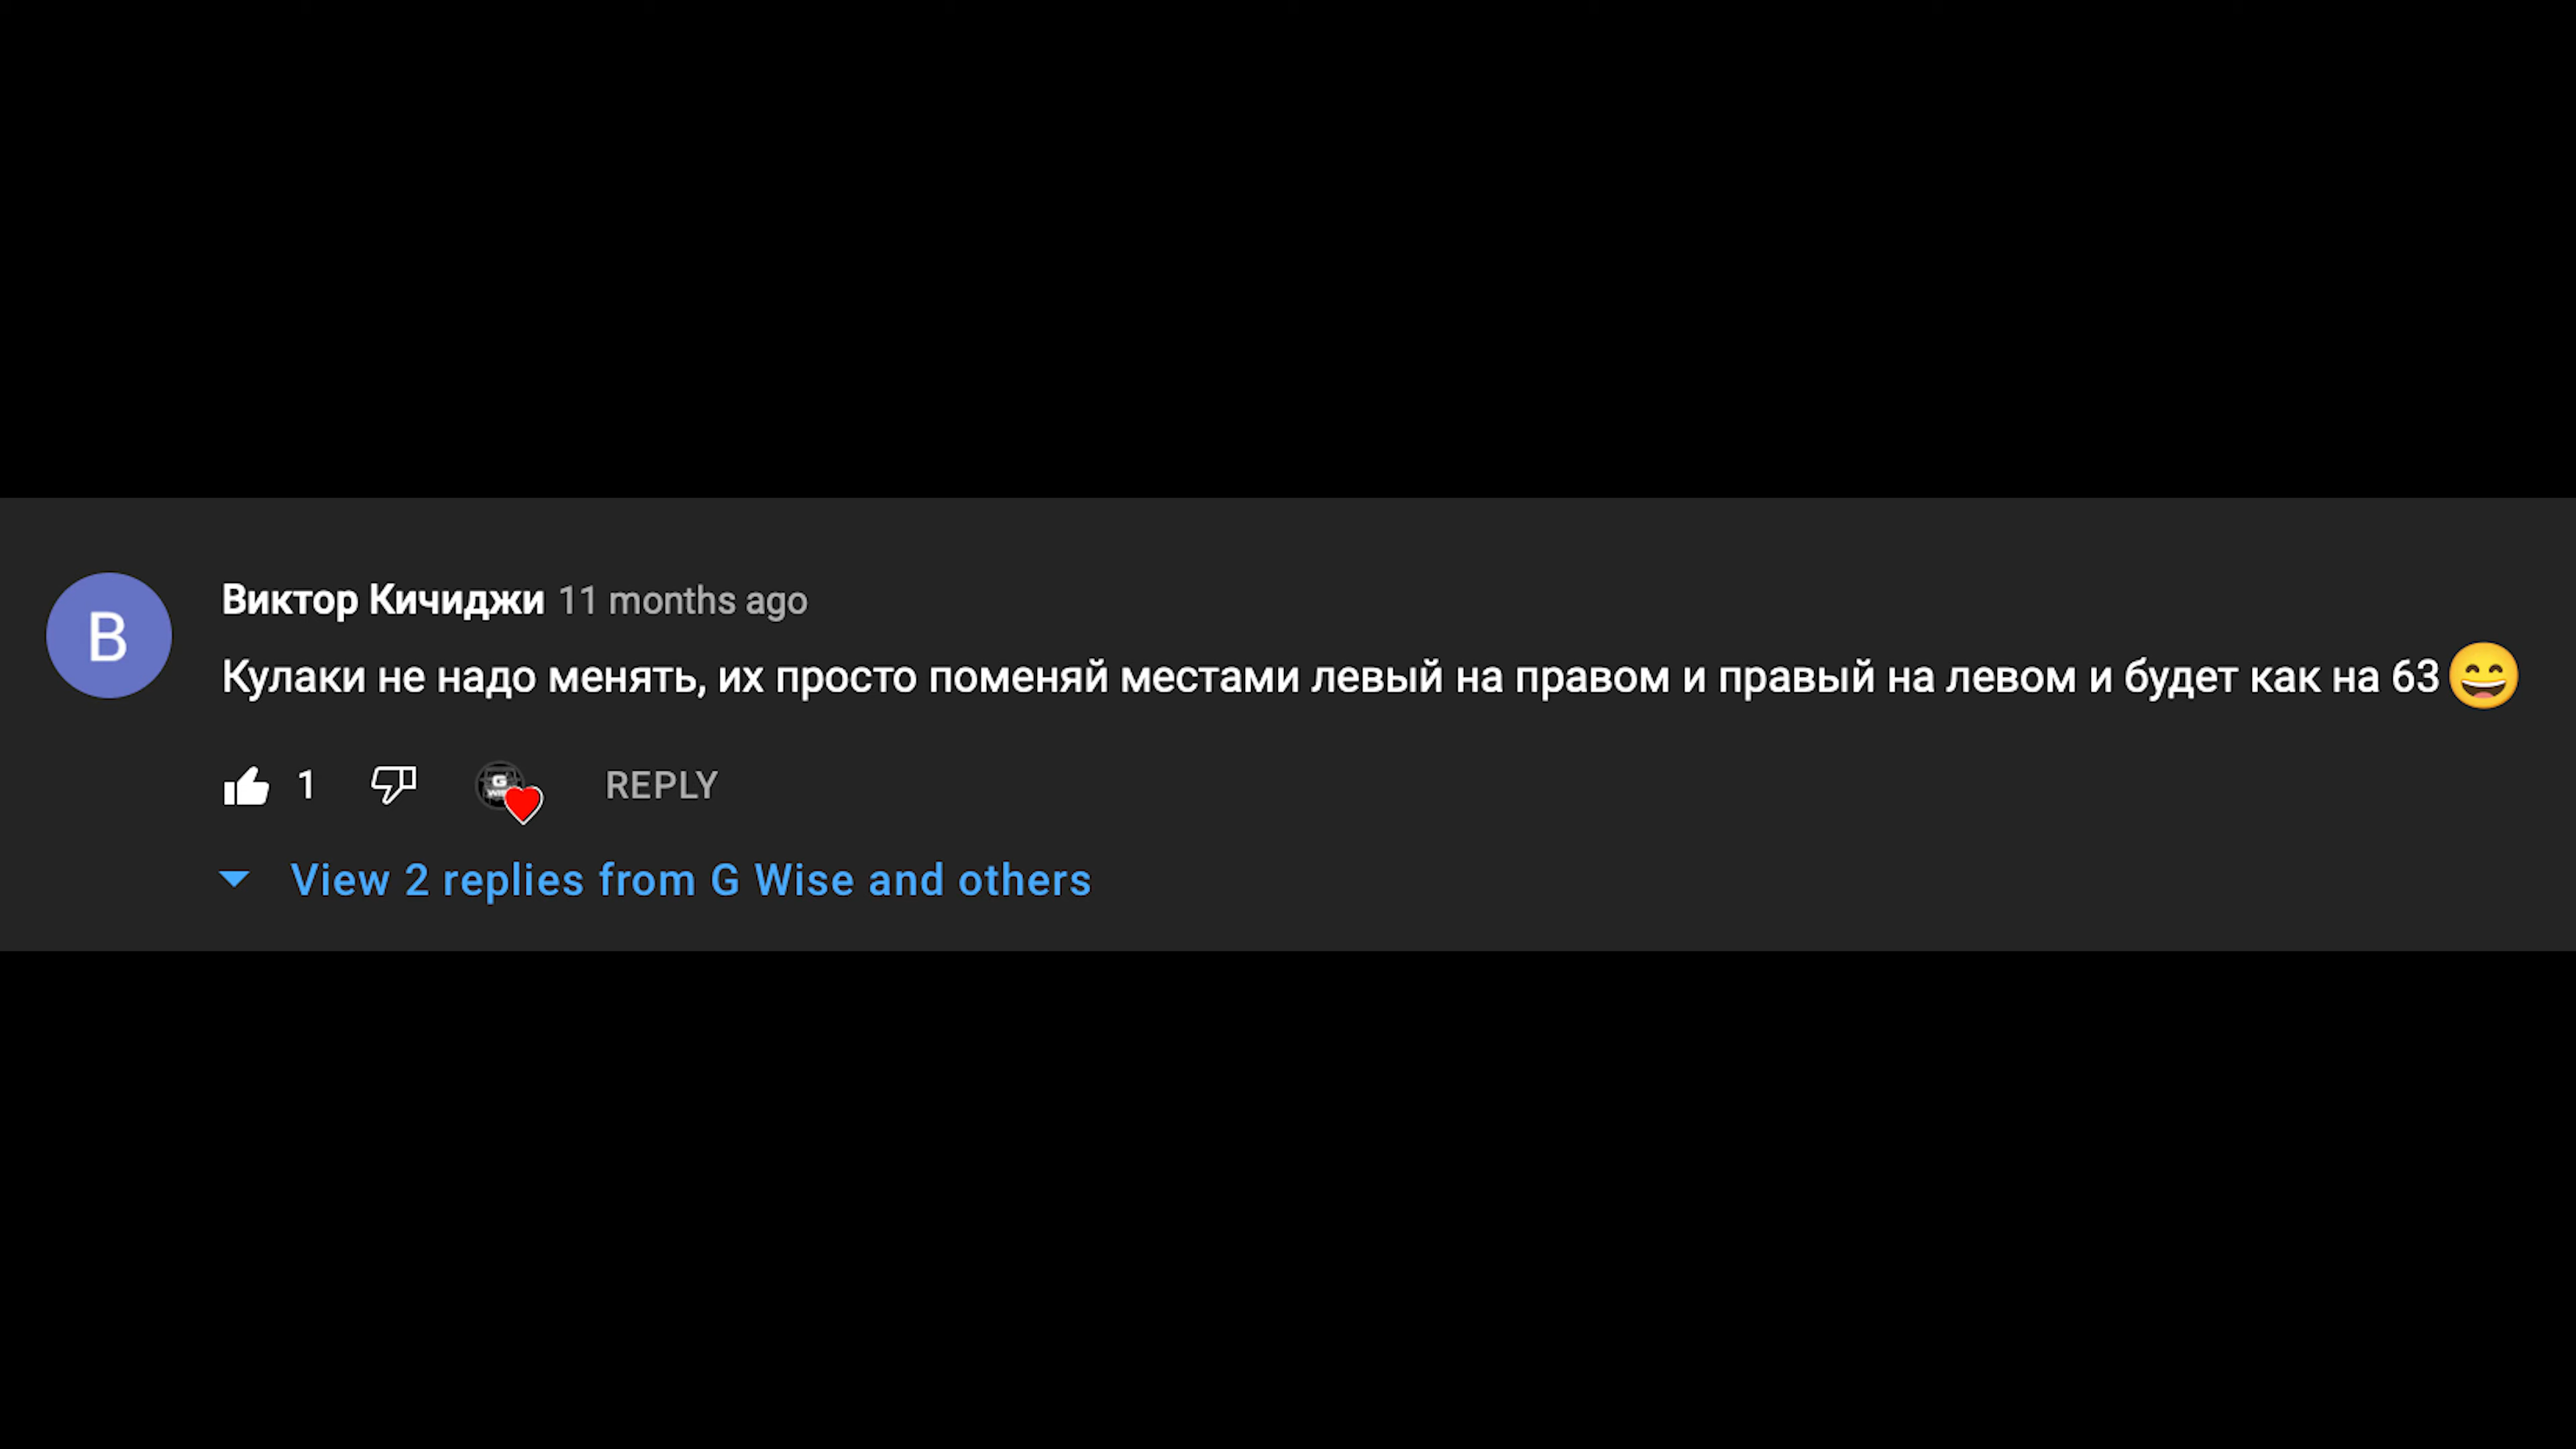 В
Виктор Кичиджи 11 months ago
Кулаки не надо менять, их просто поменяй местами левый на правом и правый на левом и будет как на 63😄
1 REPLY
View 2 replies from G Wise and others